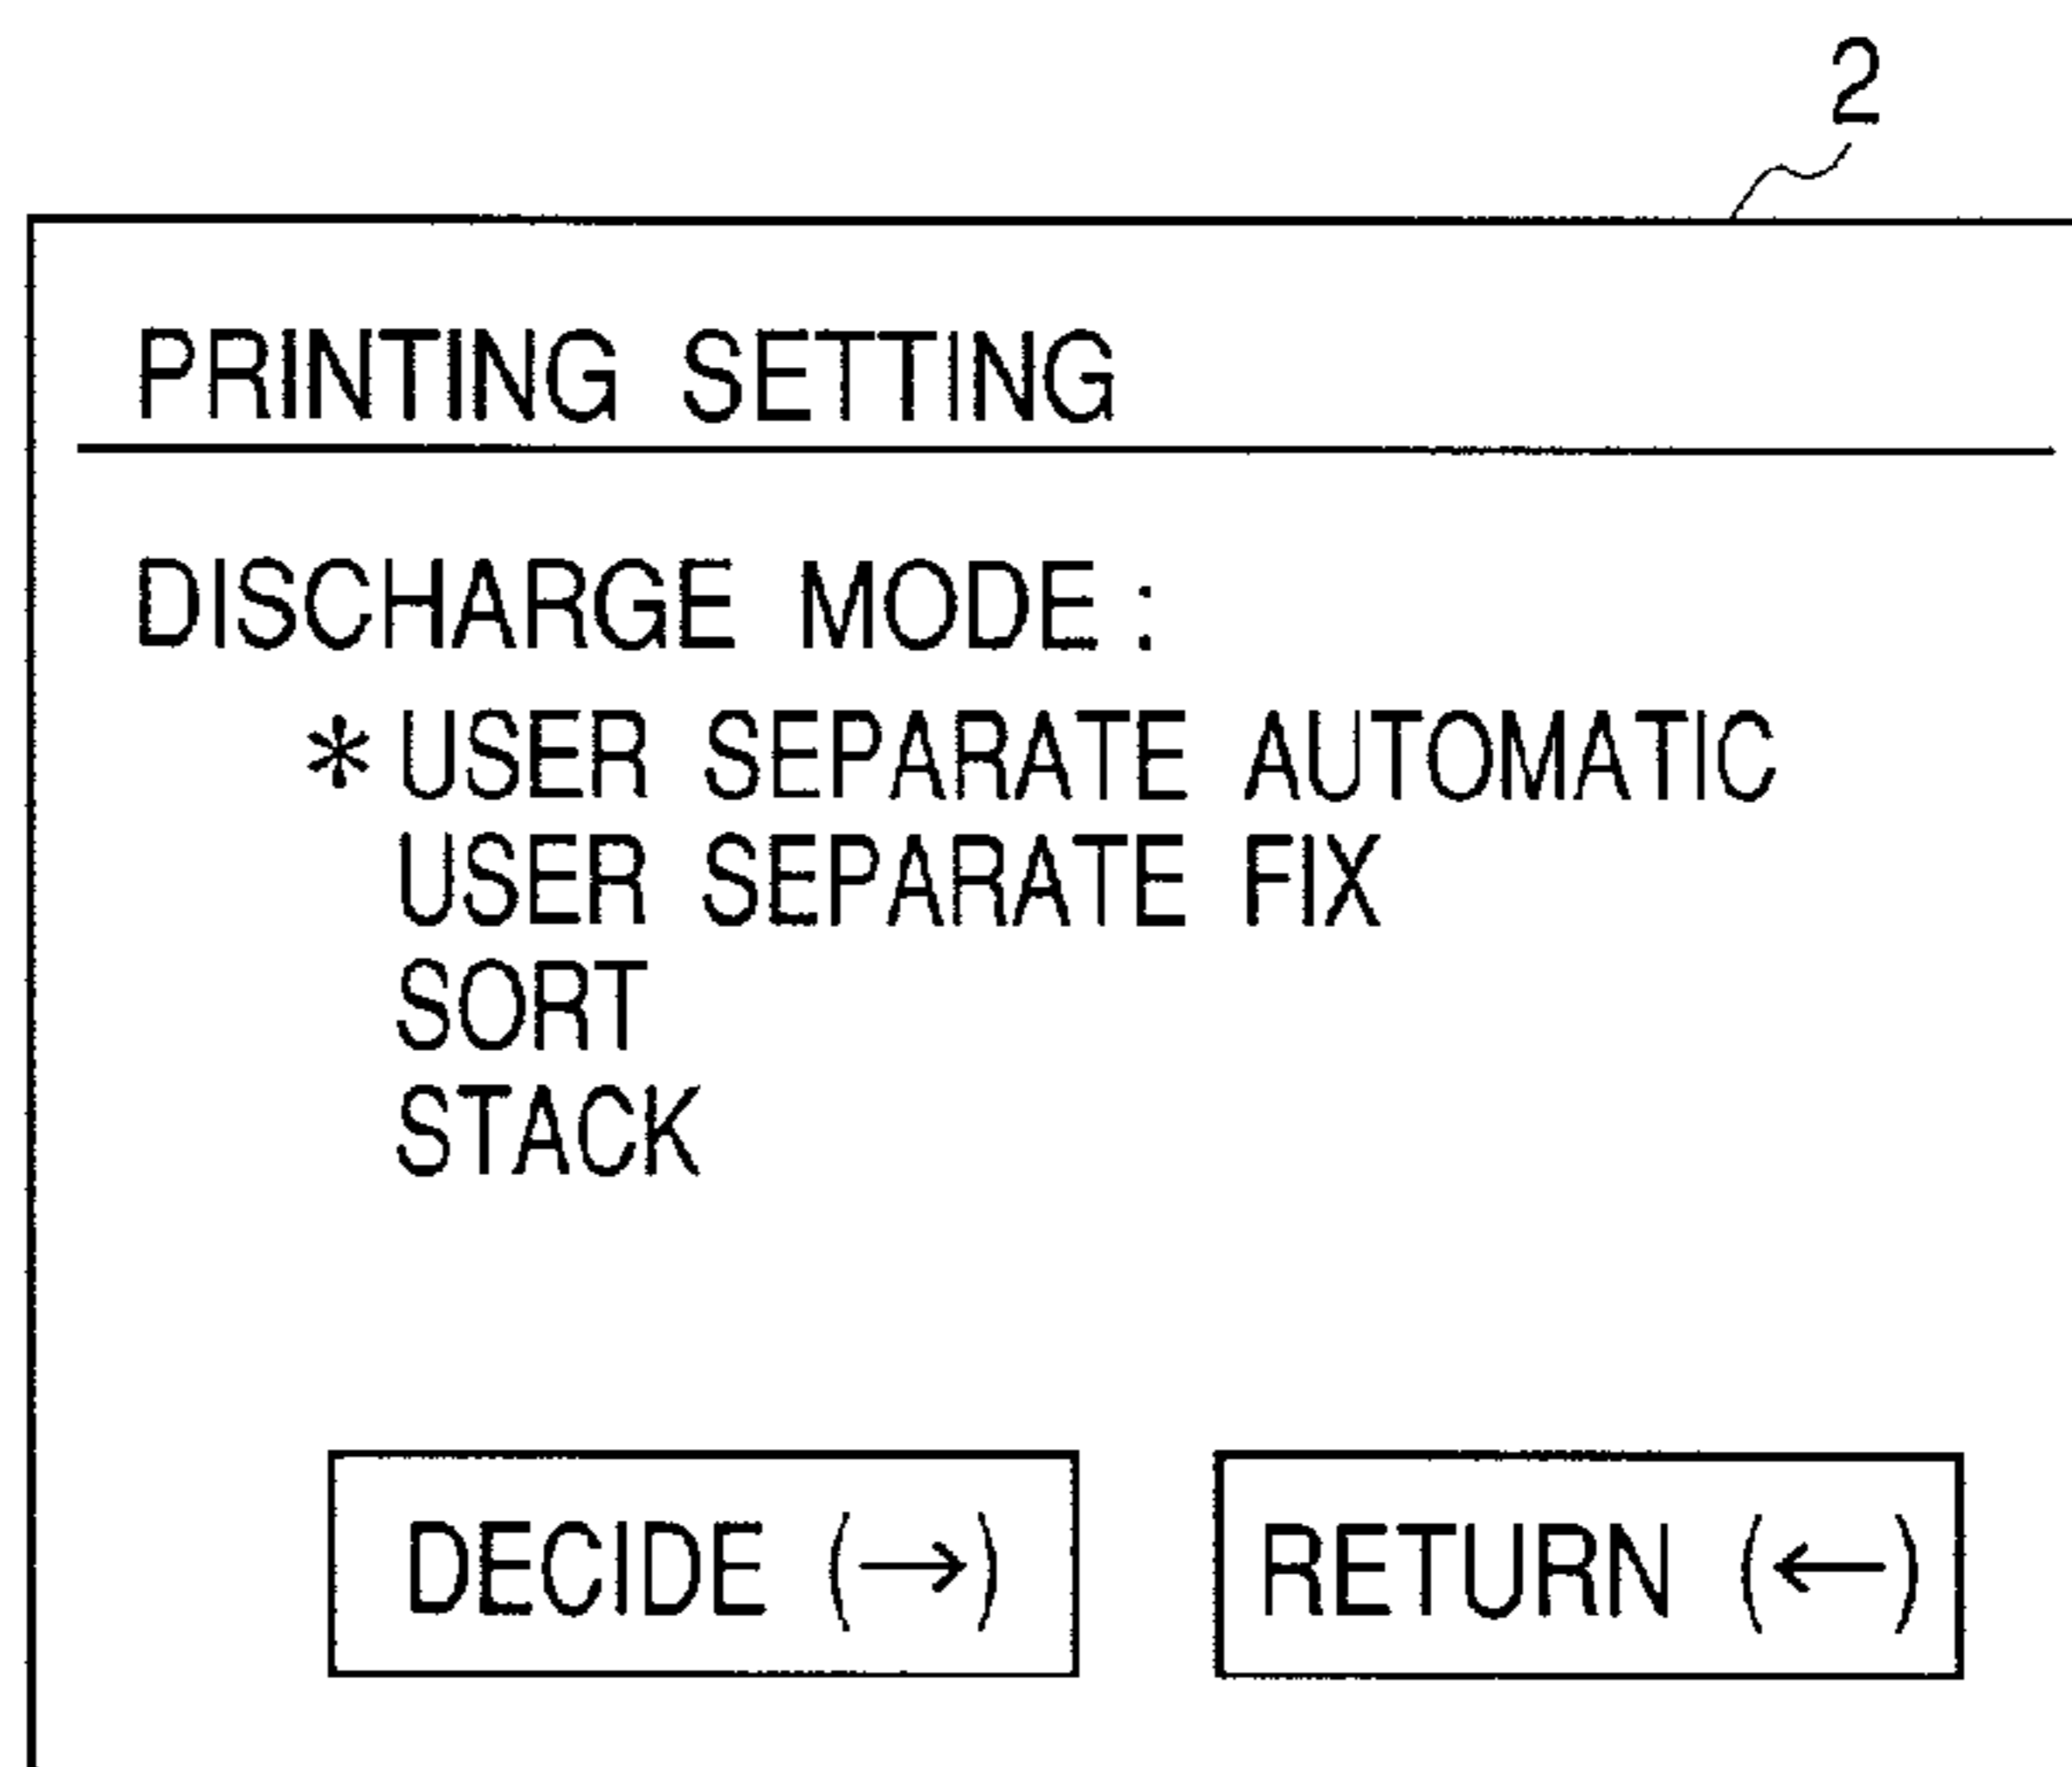 2
PRINTING SETTING
DISCHARGE MODE :
* USER SEPARATE AUTOMATIC
USER SEPARATE FIX
SORT
STACK
DECIDE (→) RETURN (←)